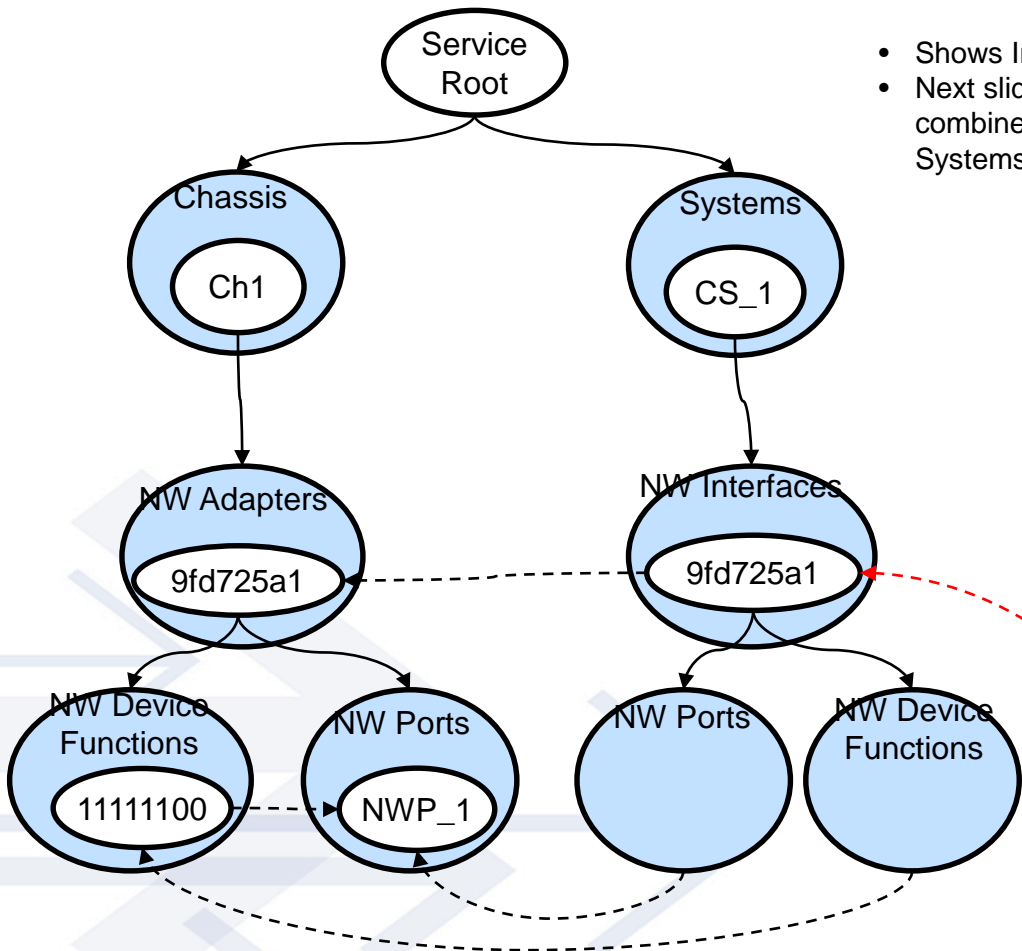 Service
Root
• Shows
• Next
combine
Systems
Chassis
Systems
Ch1
CS_1
NW Adapters
NW Interfaces
9fd725a1
9fd725a1
NW Device
Functions
NW Ports
NW Ports
NW Device
Functions
11111100
NWP_1